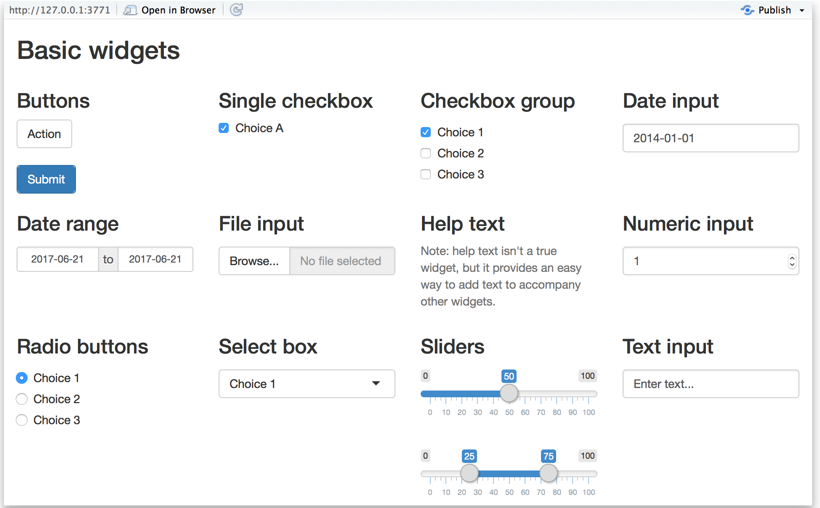 http://127.0.0.1:3771 Open in Browser Publish
Basic widgets
Buttons
Action
Submit
Single checkbox
Choice A
Checkbox group
Choice 1
Choice 2
Choice 3
Date input
2014-01-01
Date range
2017-06-21 to 2017-06-21
File input
Browse... No file selected
Help text
Note: help text isn't a true
widget, but it provides an easy
way to add text to accompany
other widgets.
Numeric input
1
Radio buttons
Choice 1
Choice 2
Choice 3
Select box
Choice 1
Sliders
0 50 100
0 10 20 30 40 50 60 70 80 90 100
0 25 75 100
0 10 20 30 40 50 60 70 80 90 100
Text input
Enter text...